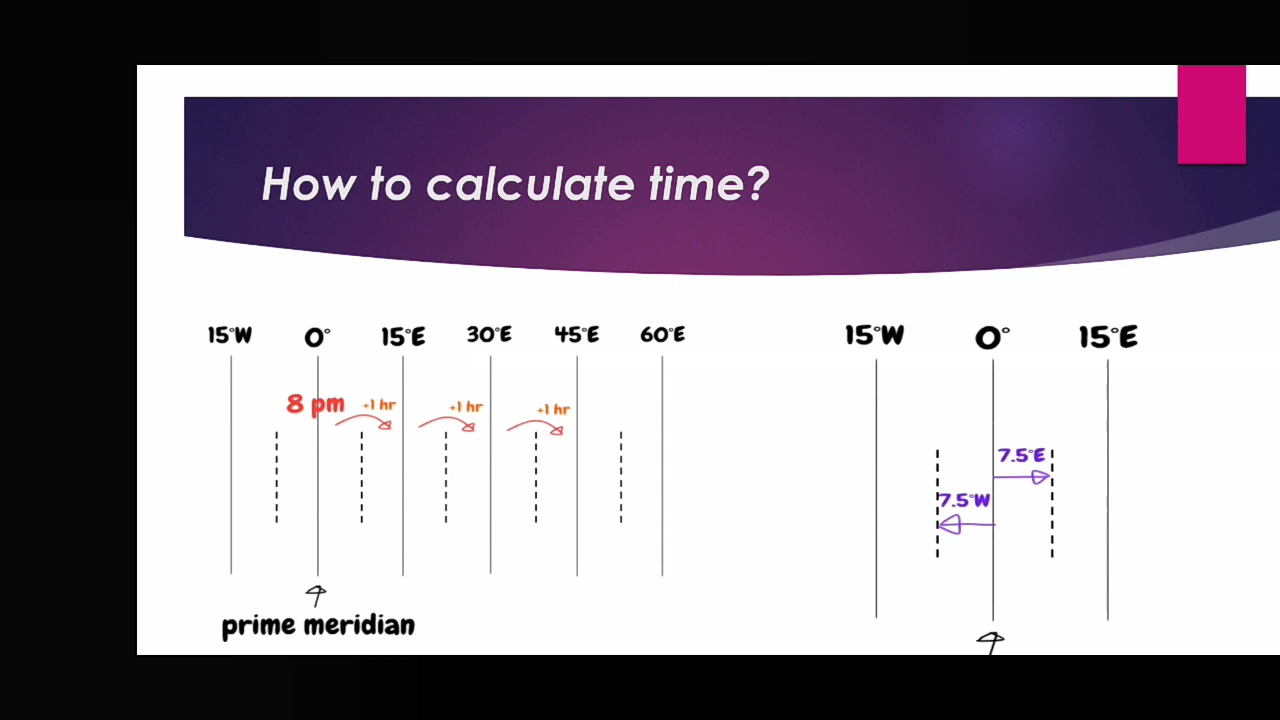 How to calculate time?
15°W 0° 15°E 30°E 45°E 60°E
8 pm +1 hr +1 hr +1 hr
prime meridian
15°W 0° 15°E
7.5°E
7.5°W